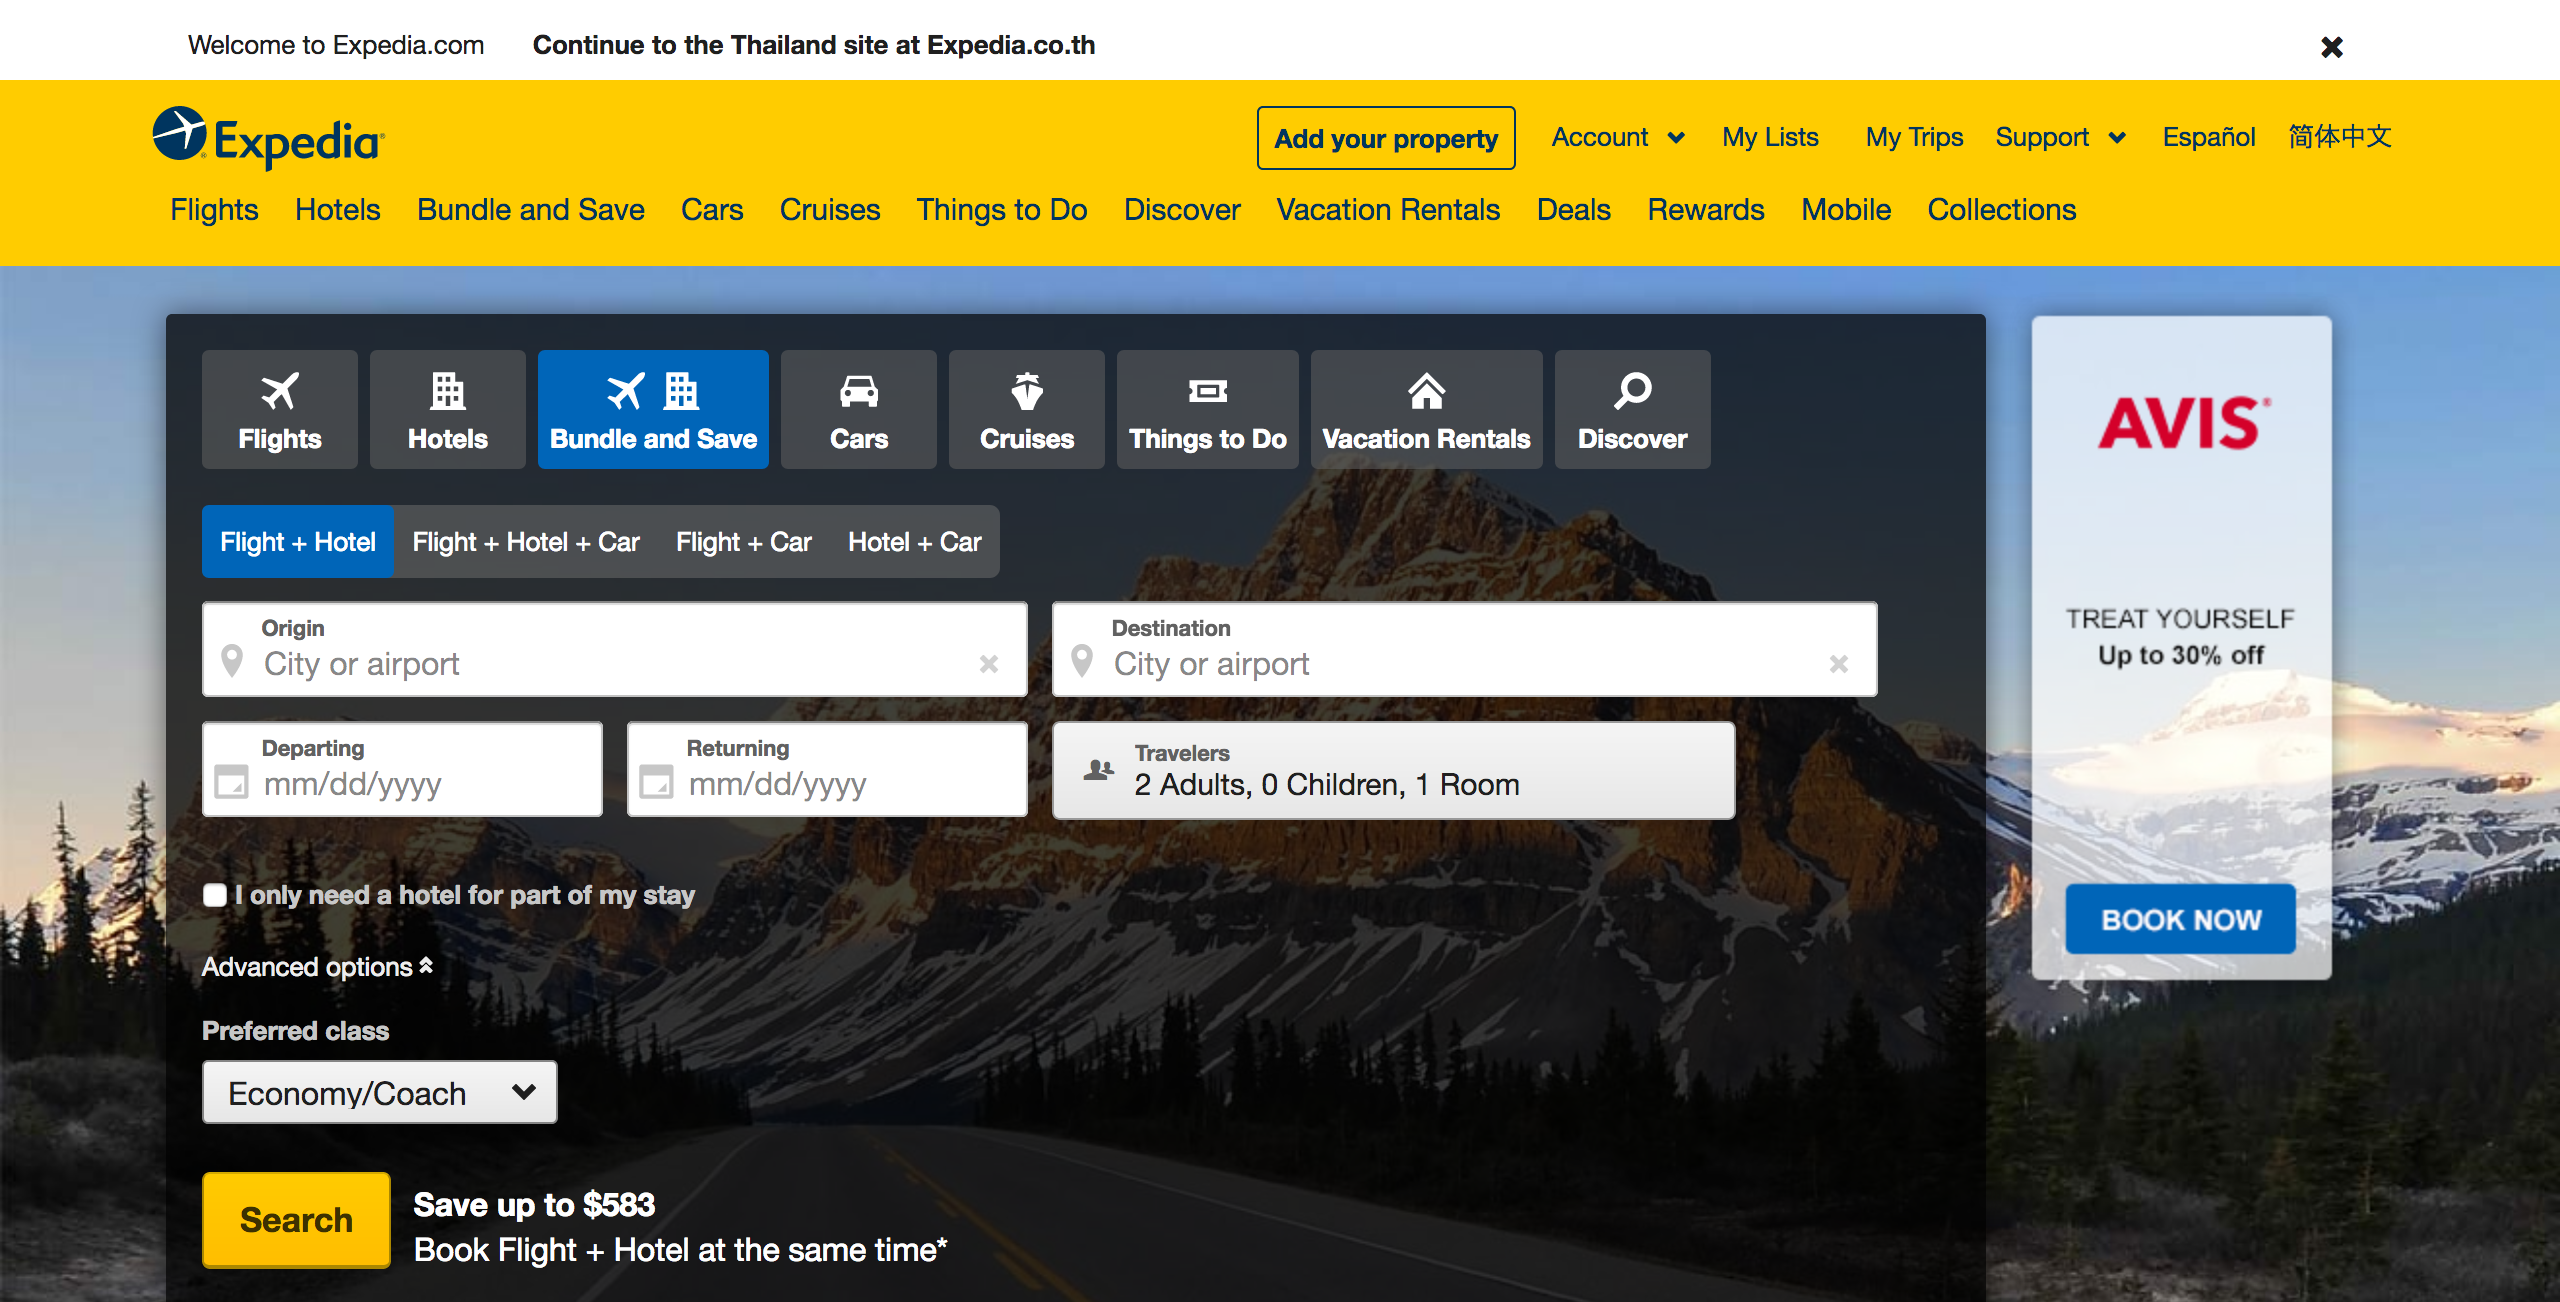 Welcome to Expedia.com Continue to the Thailand site at Expedia.co.th
Expedia®
Add your property Account My Lists My Trips Support Español 简体中文
Flights Hotels Bundle and Save Cars Cruises Things to Do Discover Vacation Rentals Deals Rewards Mobile Collections
Flights Hotels Bundle and Save Cars Cruises Things to Do Vacation Rentals Discover
Flight + Hotel Flight + Hotel + Car Flight + Car Hotel + Car
Origin
City or airport
Destination
City or airport
Departing
mm/dd/yyyy
Returning
mm/dd/yyyy
Travelers
2 Adults, 0 Children, 1 Room
I only need a hotel for part of my stay
Advanced options
Preferred class
Economy/Coach
Search
Save up to $583
Book Flight + Hotel at the same time*
AVIS®
TREAT YOURSELF
Up to 30% off
BOOK NOW